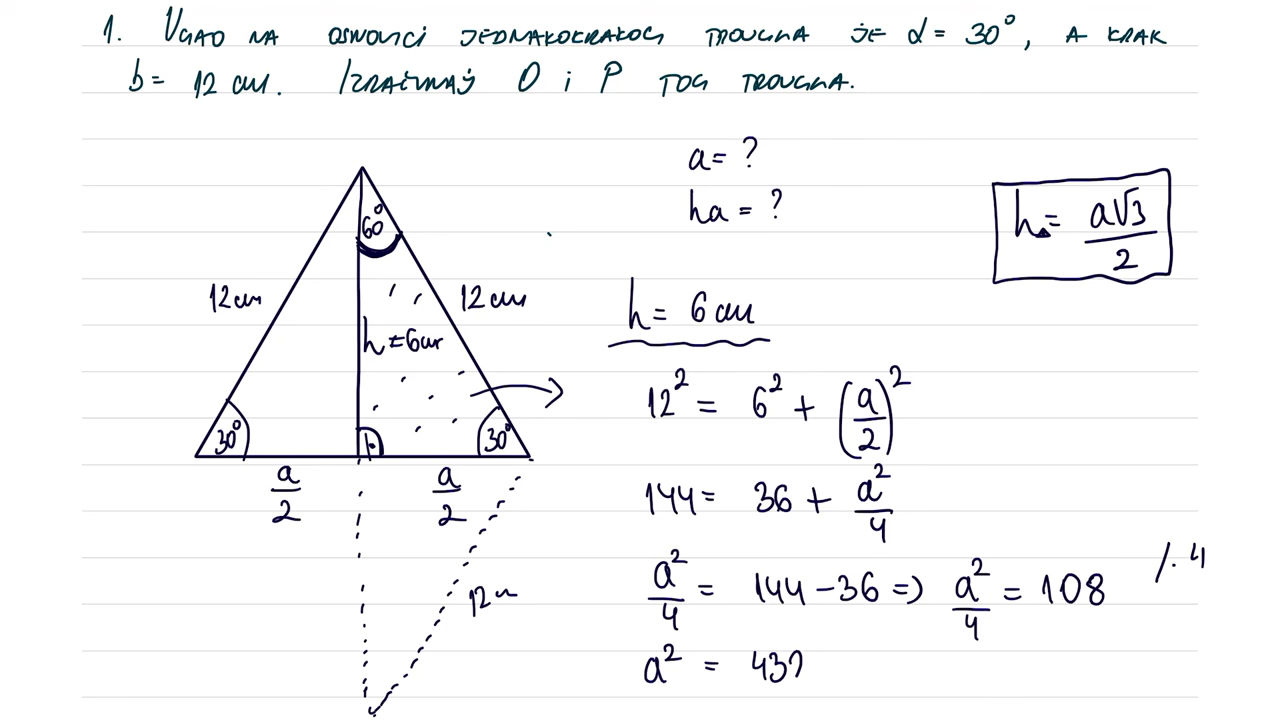 1. UGAO NA OSNOVICI JEDNAKOKRAKOG TROUGLA JE α = 30°, A KRAK
b = 12 cm. IZRAČUNAJ O i P TOG TROUGLA.
a = ?
ha = ?
h▵ = a√3/2
60°
12 cm
12 cm
h = 6 cm
h = 6 cm
12² = 6² + (a/2)²
30°
30°
a/2
a/2
144 = 36 + a²/4
a²/4 = 144 - 36 => a²/4 = 108 /· 4
a² = 432